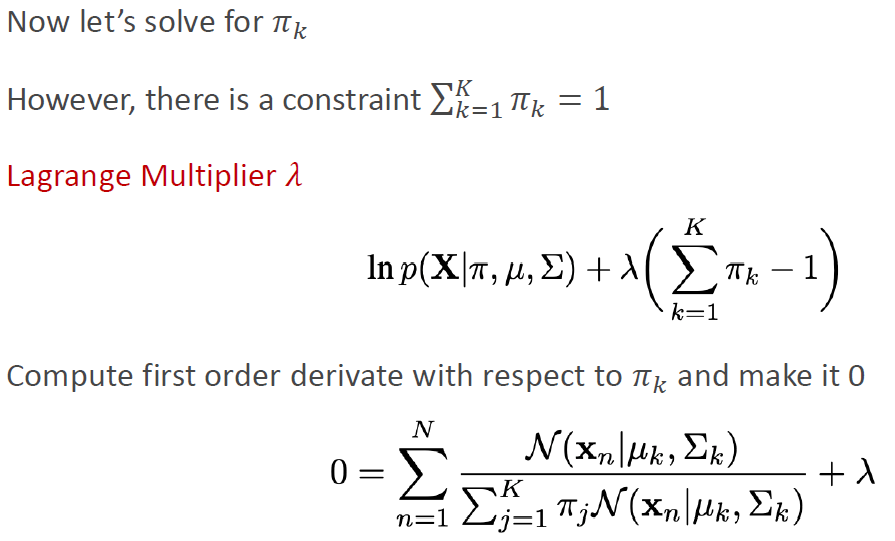 Now let's solve for $\pi_k$
However, there is a constraint $\sum_{k=1}^{K} \pi_k = 1$
Lagrange Multiplier $\lambda$
$\ln p(\mathbf{X}|\pi, \mu, \Sigma) + \lambda \left( \sum_{k=1}^{K} \pi_k - 1 \right)$
Compute first order derivate with respect to $\pi_k$ and make it 0
$0 = \sum_{n=1}^{N} \frac{\mathcal{N}(\mathbf{x}_n|\mu_k, \Sigma_k)}{\sum_{j=1}^{K} \pi_j \mathcal{N}(\mathbf{x}_n|\mu_k, \Sigma_k)} + \lambda$